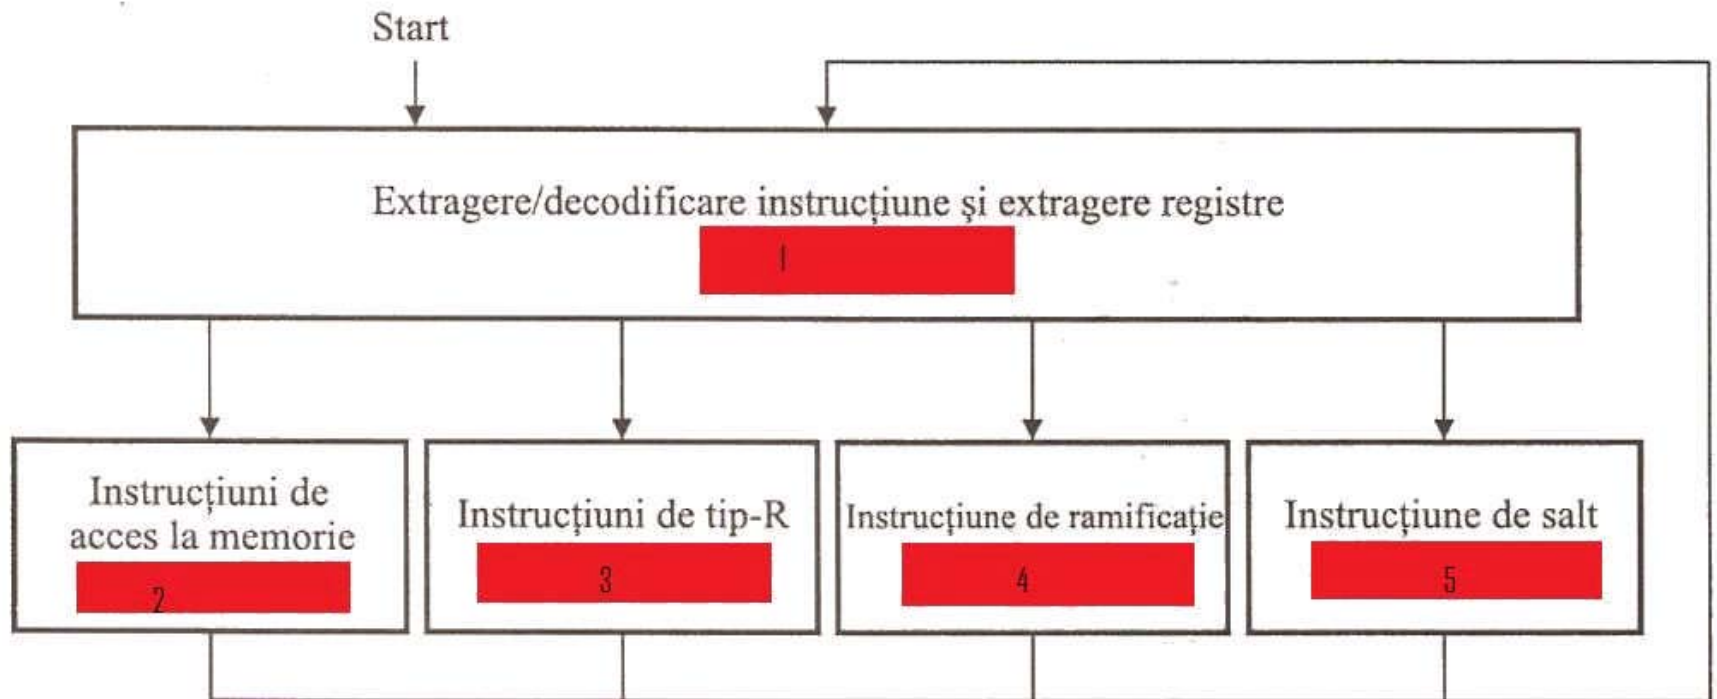 Start
Extragere/decodificare instrucțiune și extragere registre
1
Instrucțiuni de
acces la memorie
2
Instrucțiuni de tip-R
3
Instrucțiune de ramificație
4
Instrucțiune de salt
5